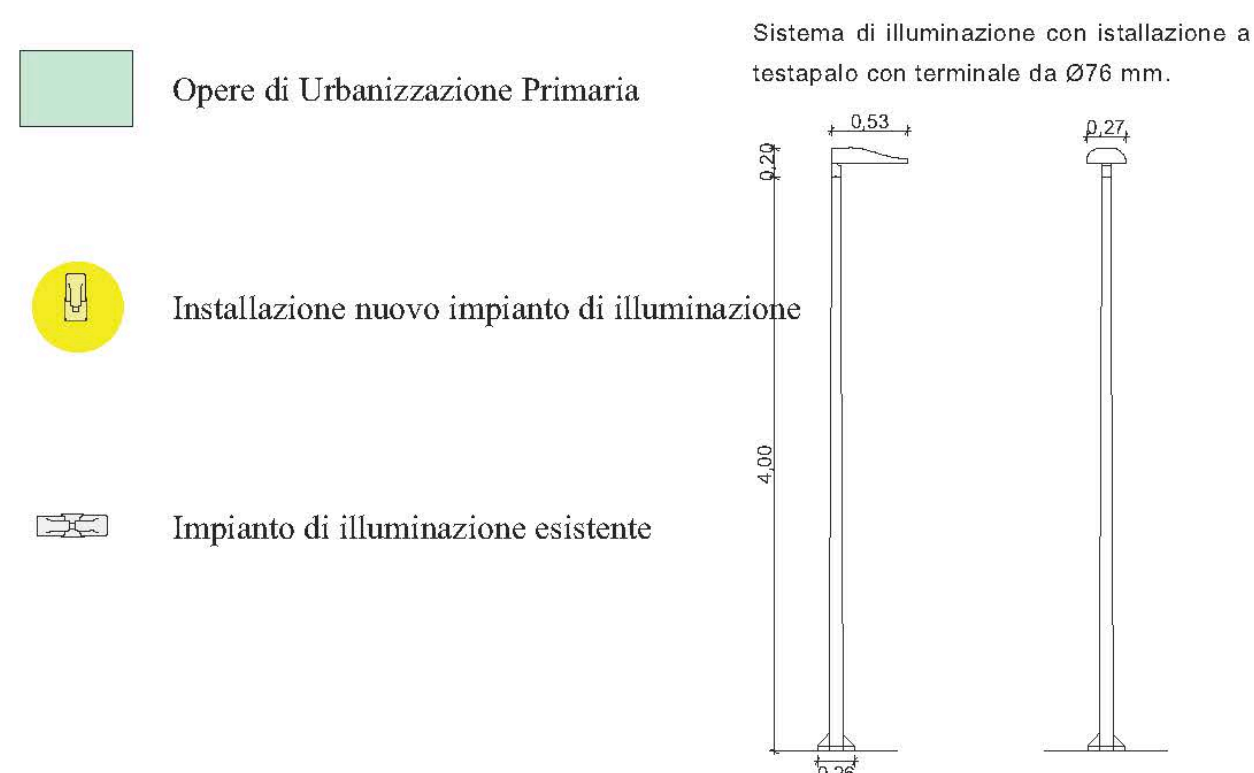 Opere di Urbanizzazione Primaria
Installazione nuovo impianto di illuminazione
Impianto di illuminazione esistente
Sistema di illuminazione con istallazione a
testapalo con terminale da Ø76 mm.
0,53
0,27
0,20
4,00
0,26